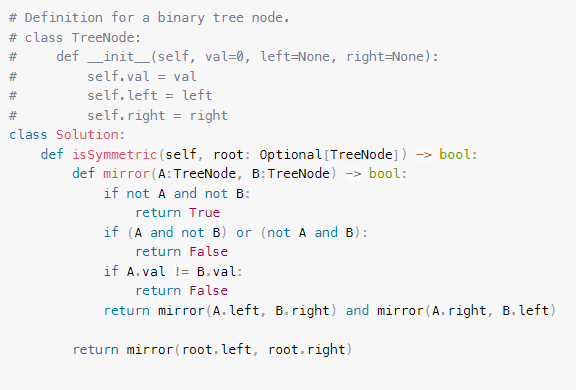 # Definition for a binary tree node.
# class TreeNode:
#     def __init__(self, val=0, left=None, right=None):
#         self.val = val
#         self.left = left
#         self.right = right
class Solution:
    def isSymmetric(self, root: Optional[TreeNode]) -> bool:
        def mirror(A:TreeNode, B:TreeNode) -> bool:
            if not A and not B:
                return True
            if (A and not B) or (not A and B):
                return False
            if A.val != B.val:
                return False
            return mirror(A.left, B.right) and mirror(A.right, B.left)

        return mirror(root.left, root.right)